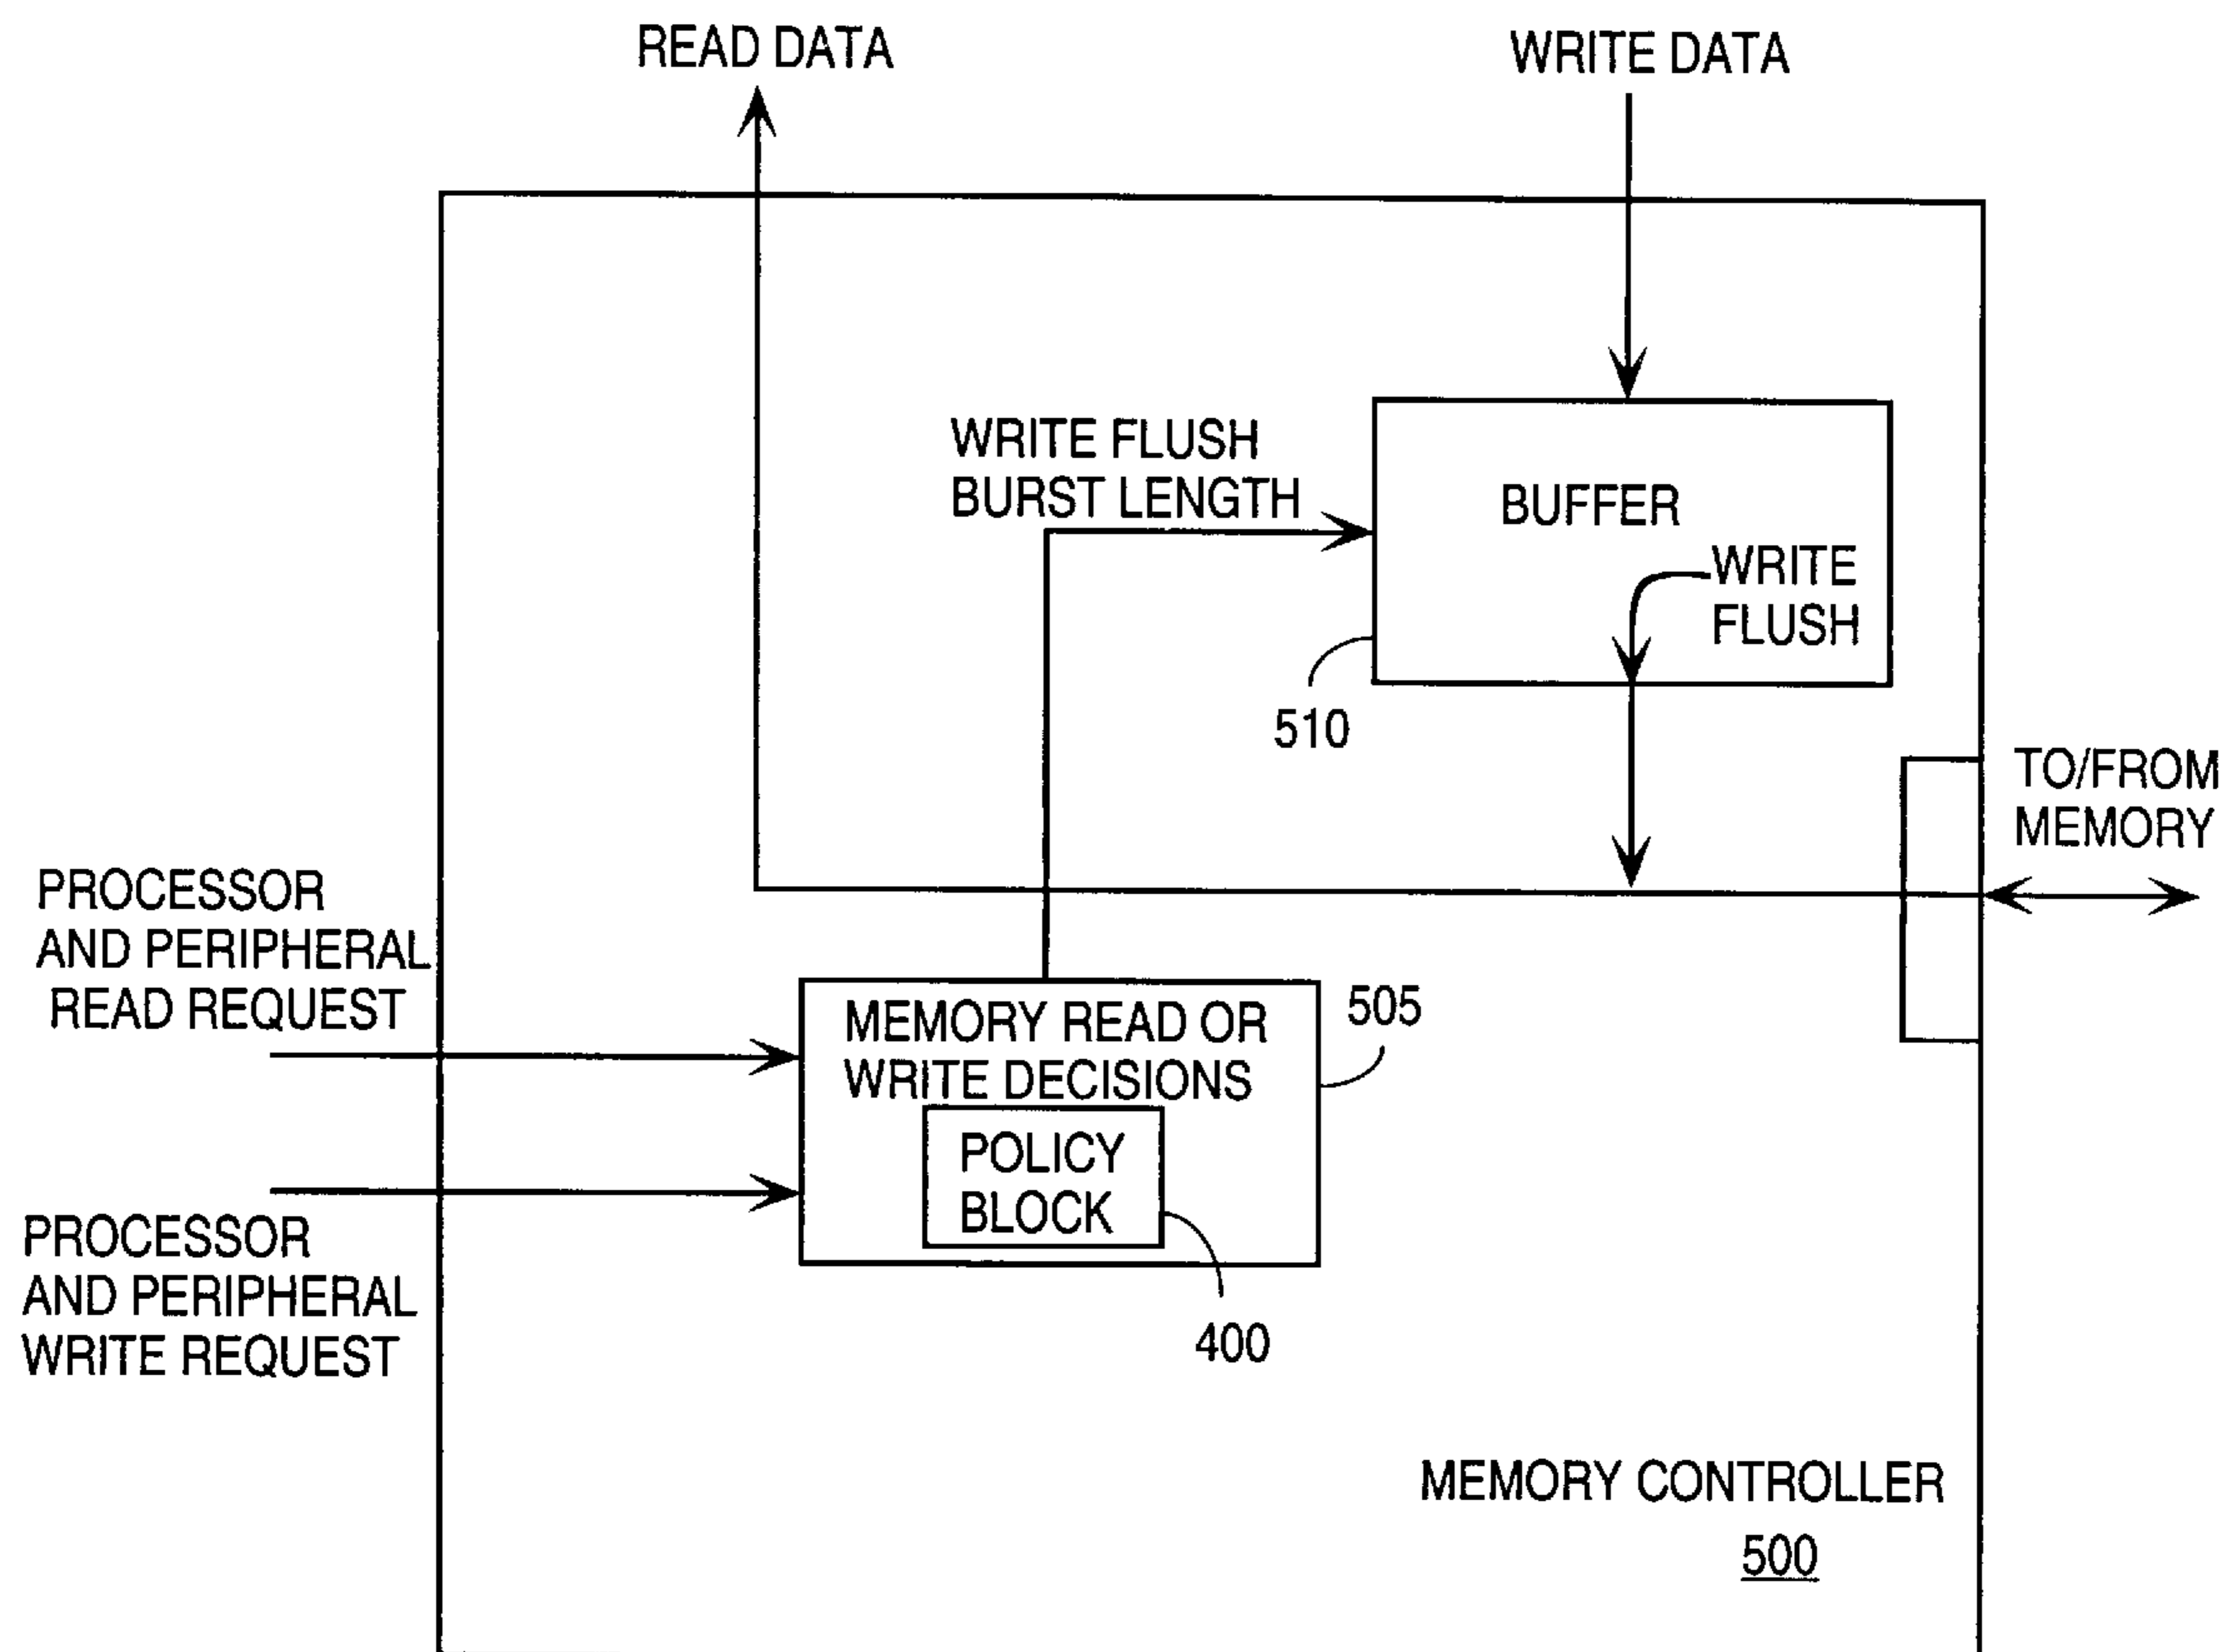 READ DATA
WRITE DATA
WRITE FLUSH
BURST LENGTH
BUFFER
WRITE
FLUSH
510
TO/FROM
MEMORY
PROCESSOR
AND PERIPHERAL
READ REQUEST
MEMORY READ OR
WRITE DECISIONS
505
POLICY
BLOCK
400
PROCESSOR
AND PERIPHERAL
WRITE REQUEST
MEMORY CONTROLLER
500